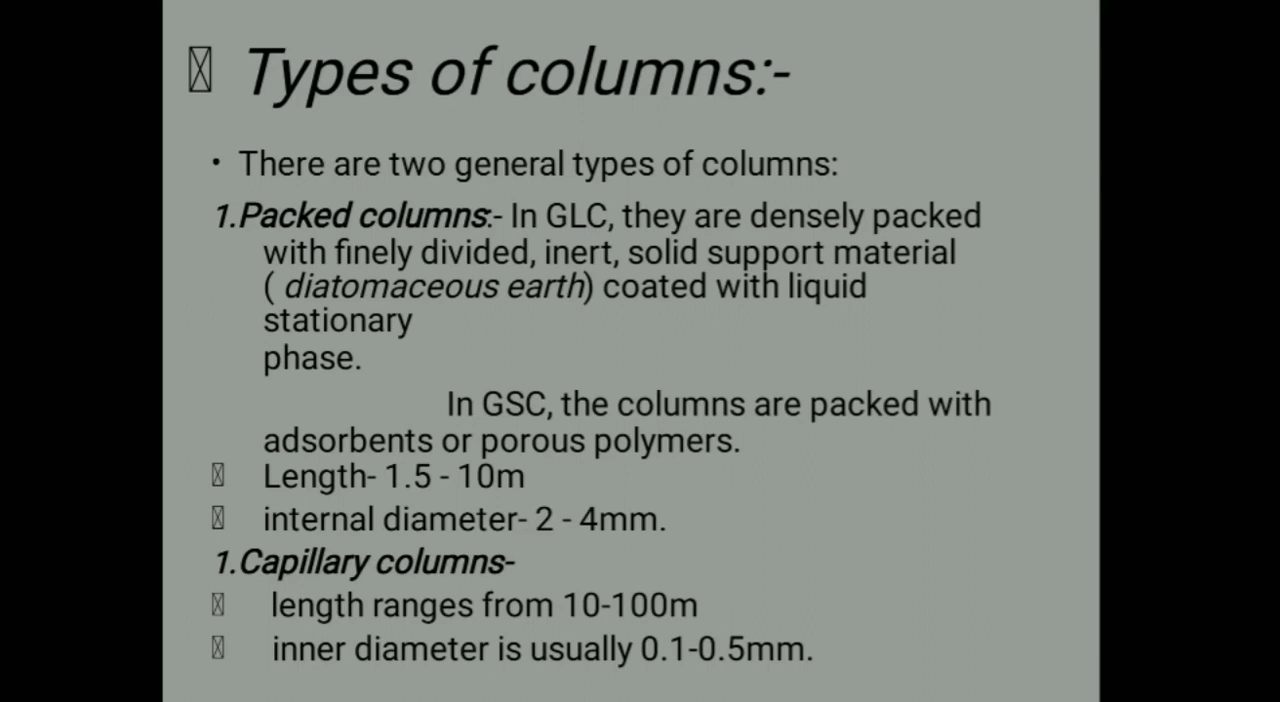 Types of columns:-
• There are two general types of columns:
1.Packed columns:- In GLC, they are densely packed
with finely divided, inert, solid support material
( diatomaceous earth) coated with liquid
stationary
phase.
In GSC, the columns are packed with
adsorbents or porous polymers.
Length- 1.5 - 10m
internal diameter- 2 - 4mm.
1.Capillary columns-
length ranges from 10-100m
inner diameter is usually 0.1-0.5mm.